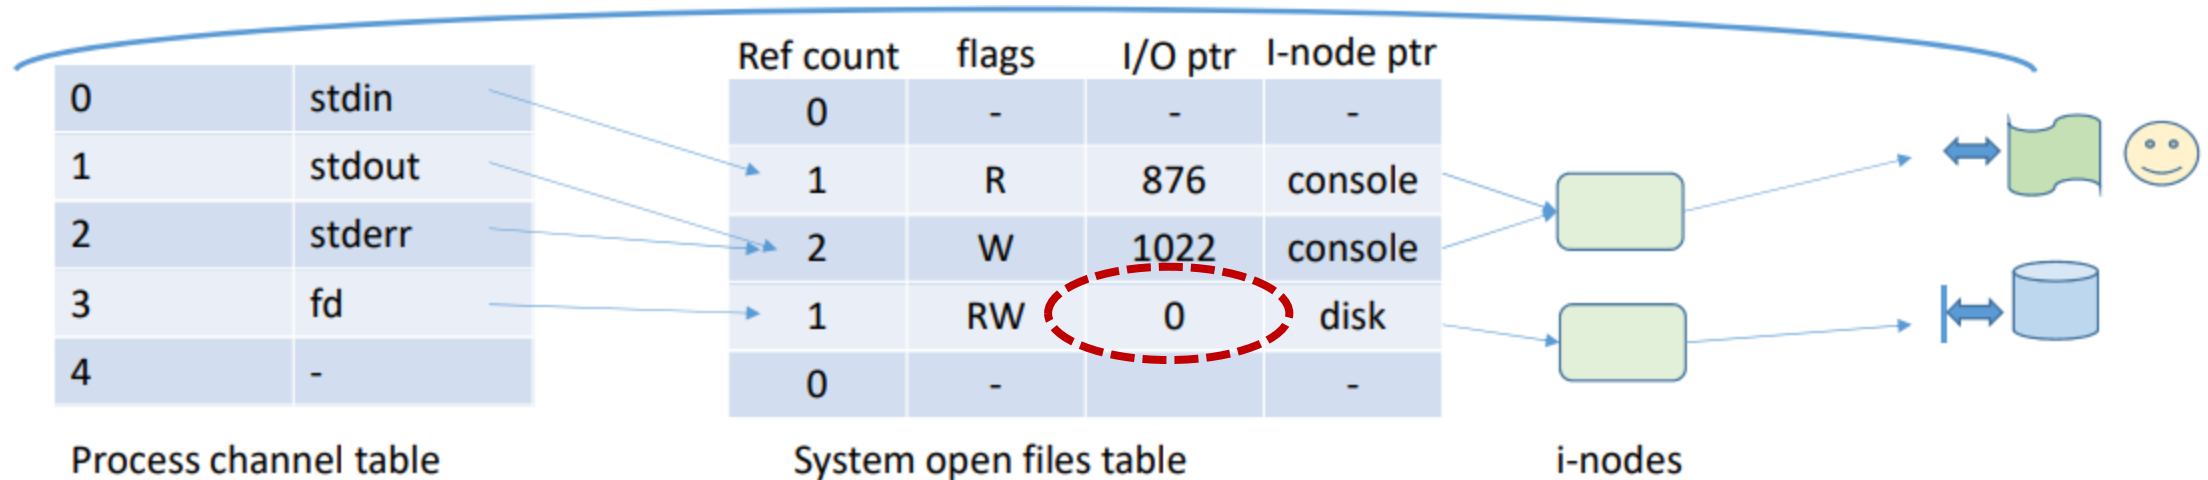 Ref count flags I/O ptr I-node ptr
0 stdin 0 - - -
1 stdout 1 R 876 console
2 stderr 2 W 1022 console
3 fd 1 RW 0 disk
4 - 0 - -
Process channel table System open files table i-nodes